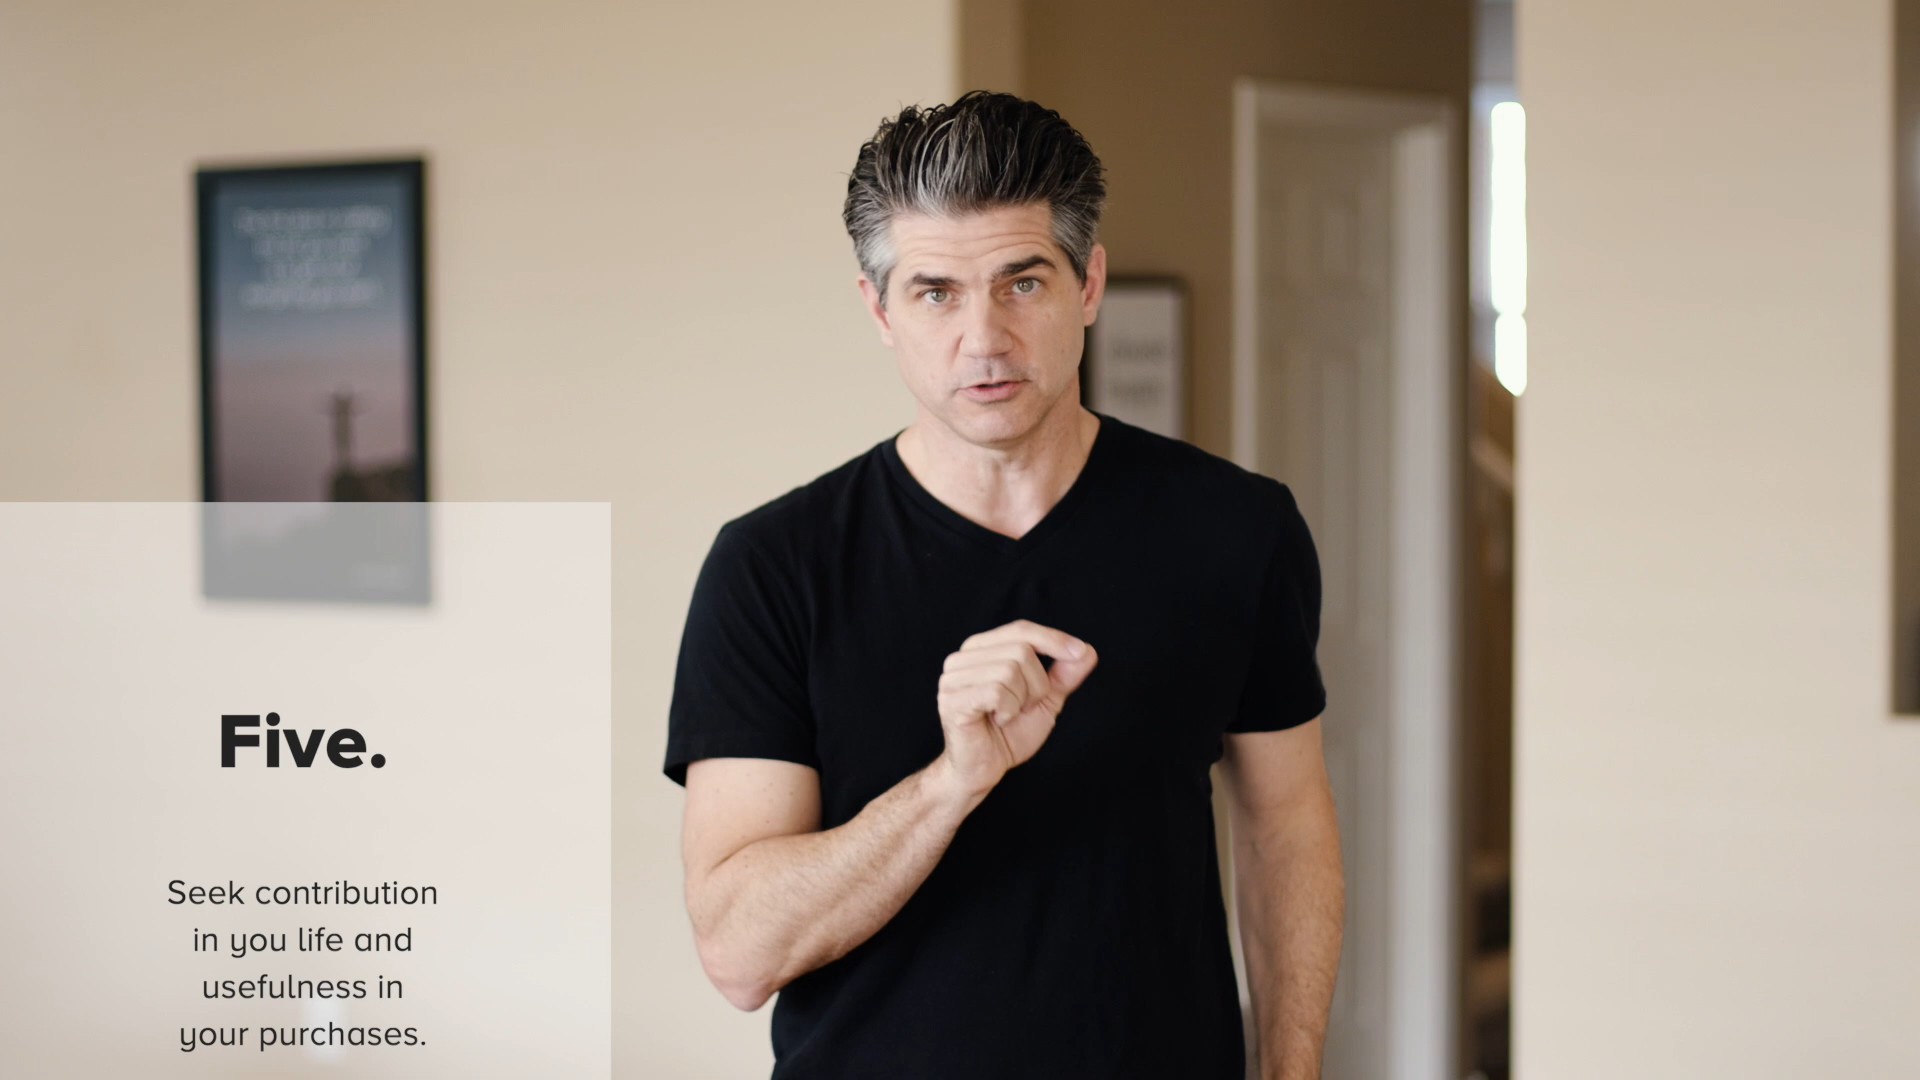 Five.
Seek contribution
in you life and
usefulness in
your purchases.